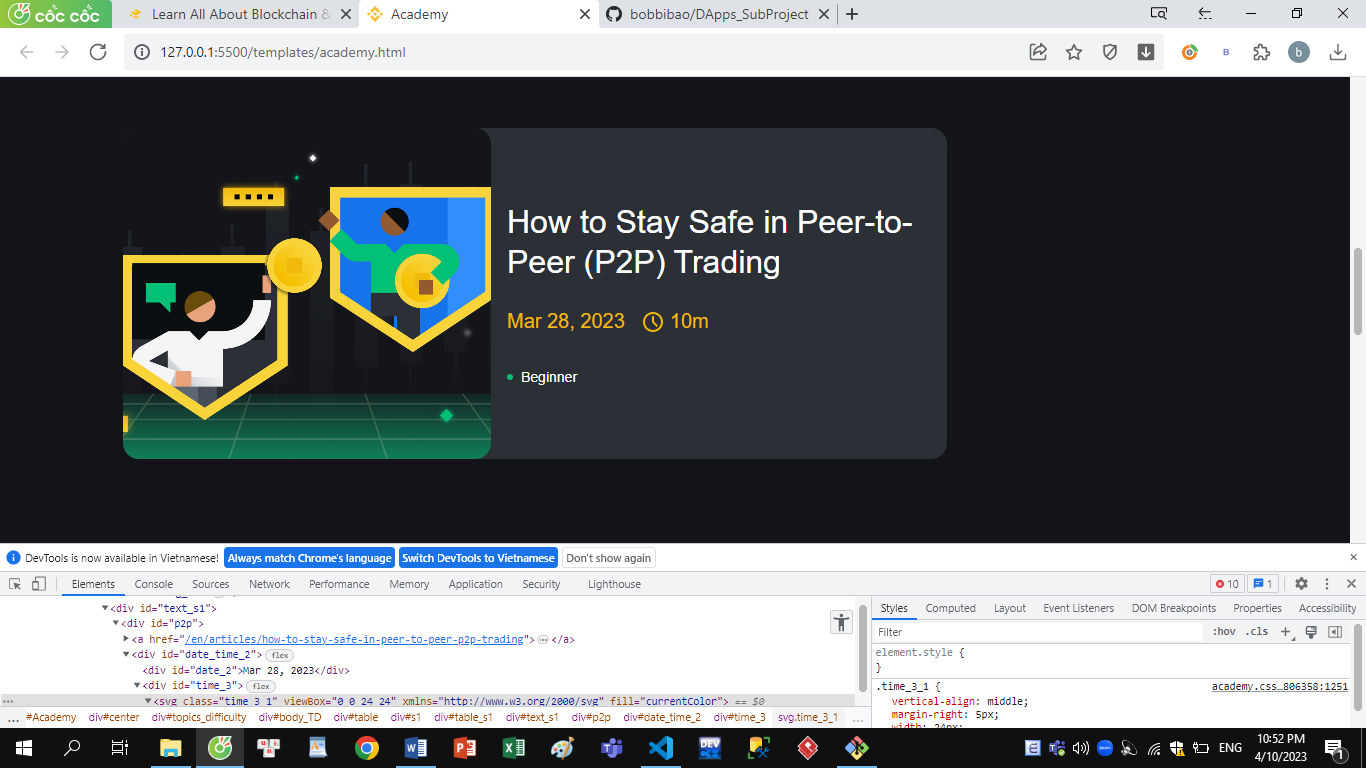 cốc cốc
Learn All About Blockchain &
Academy
bobbibao/DApps_SubProject
127.0.0.1:5500/templates/academy.html
B
b
How to Stay Safe in Peer-to-
Peer (P2P) Trading
Mar 28, 2023
10m
Beginner
DevTools is now available in Vietnamese!
Always match Chrome's language
Switch DevTools to Vietnamese
Don't show again
Elements
Console
Sources
Network
Performance
Memory
Application
Security
Lighthouse
10
1
<div id="text_s1">
<div id="p2p">
<a href="/en/articles/how-to-stay-safe-in-peer-to-peer-p2p-trading"> </a>
<div id="date_time_2"> flex
<div id="date_2">Mar 28, 2023</div>
<div id="time_3"> flex
<svg class="time_3_1" viewBox="0 0 24 24" xmlns="http://www.w3.org/2000/svg" fill="currentColor"> == $0
#Academy div#center div#topics_difficulty div#body_TD div#table div#s1 div#table_s1 div#text_s1 div#p2p div#date_time_2 div#time_3 svg.time_3_1
Styles
Computed
Layout
Event Listeners
DOM Breakpoints
Properties
Accessibility
Filter
:hov .cls
element.style {
}
.time_3_1 {
academy.css…806358:1251
vertical-align: middle;
margin-right: 5px;
width: 24px;
ENG
10:52 PM
4/10/2023
1